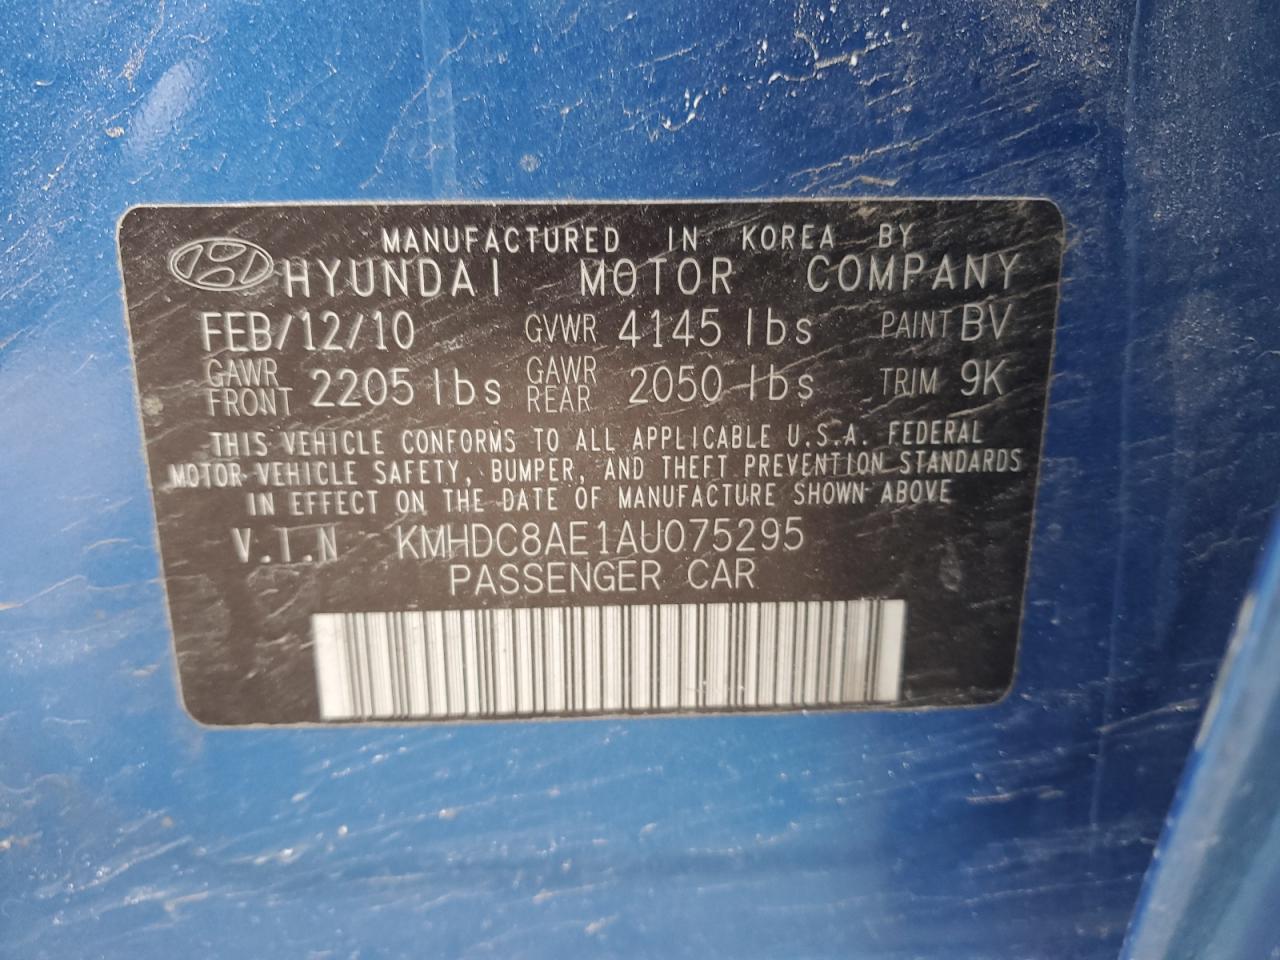 MANUFACTURED IN KOREA BY
HYUNDAI MOTOR COMPANY
FEB/12/10 GVWR 4145 lbs PAINT BV
GAWR FRONT 2205 lbs GAWR REAR 2050 lbs TRIM 9K
THIS VEHICLE CONFORMS TO ALL APPLICABLE U.S.A. FEDERAL
MOTOR VEHICLE SAFETY, BUMPER, AND THEFT PREVENTION STANDARDS
IN EFFECT ON THE DATE OF MANUFACTURE SHOWN ABOVE
V.I.N KMHDC8AE1AU075295
PASSENGER CAR